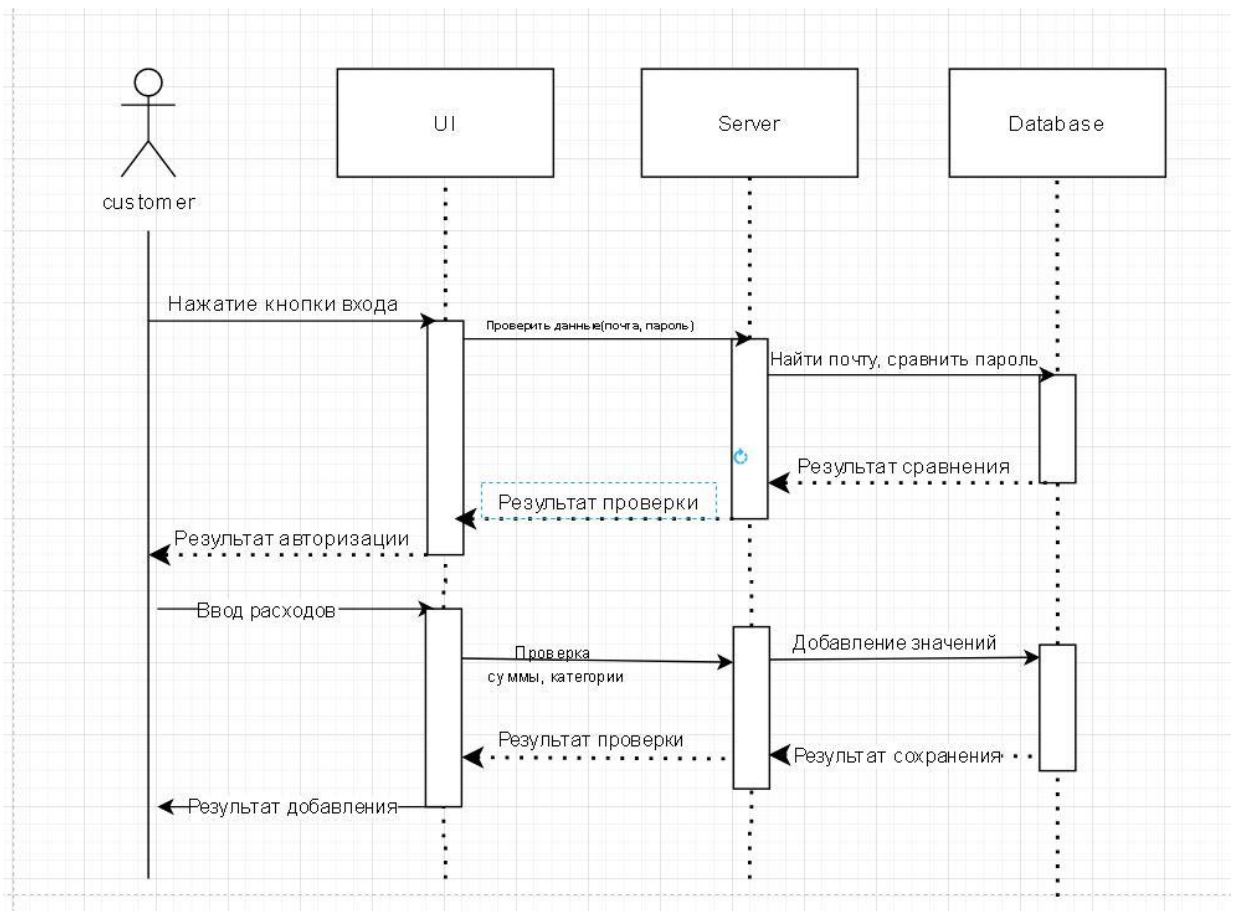 UI
Server
Database
customer
Нажатие кнопки входа
Проверить данные(почта, пароль)
Найти почту, сравнить пароль
Результат сравнения
Результат проверки
Результат авторизации
Ввод расходов
Проверка
суммы, категории
Добавление значений
Результат проверки
Результат сохранения
Результат добавления